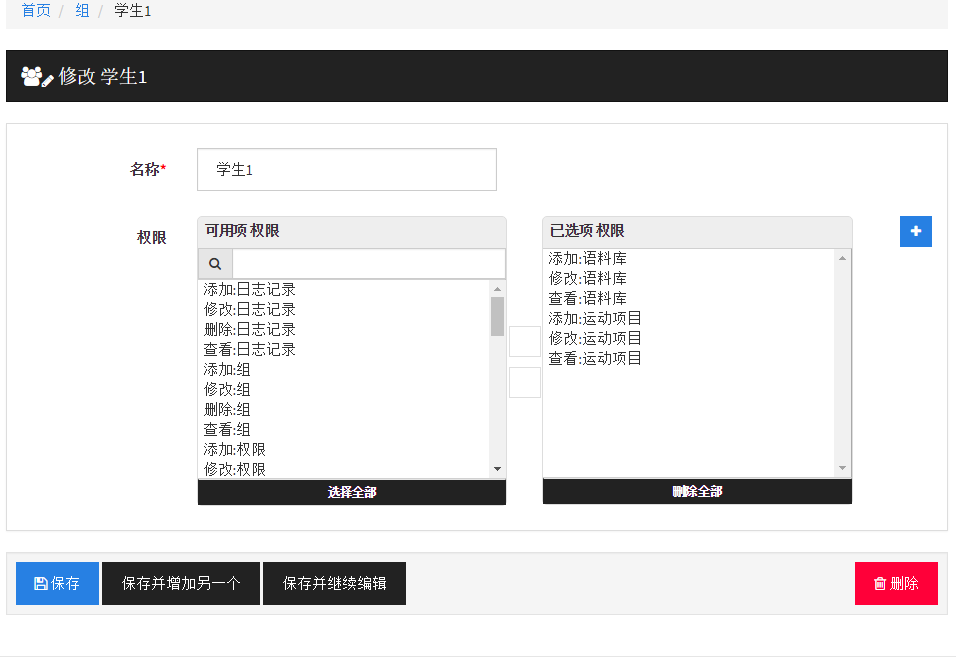 首页 / 组 / 学生1
修改 学生1
名称*
学生1
权限
可用项 权限
添加:日志记录
修改:日志记录
删除:日志记录
查看:日志记录
添加:组
修改:组
删除:组
查看:组
添加:权限
修改:权限
选择全部
已选项 权限
添加:语料库
修改:语料库
查看:语料库
添加:运动项目
修改:运动项目
查看:运动项目
删除全部
保存
保存并增加另一个
保存并继续编辑
删除